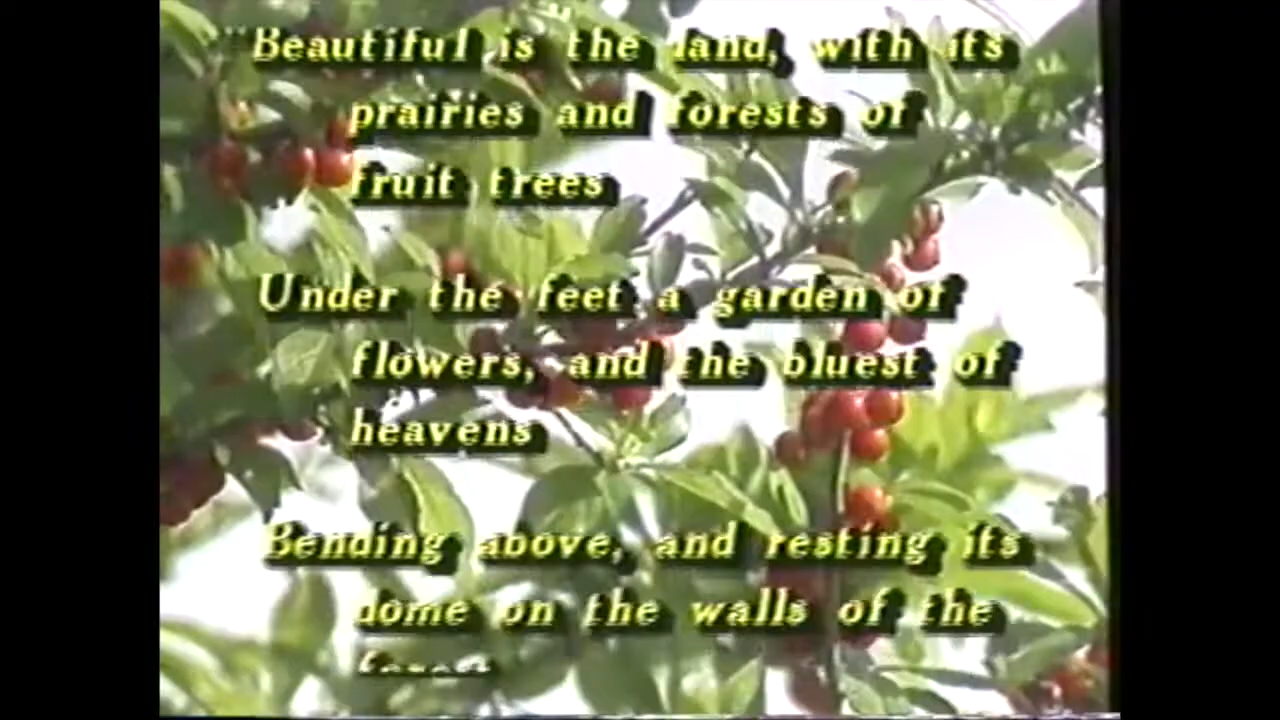 "Beautiful is the land, with its
prairies and forests of
fruit trees
Under the feet a garden of
flowers, and the bluest of
heavens
Bending above, and resting its
dome on the walls of the
forest